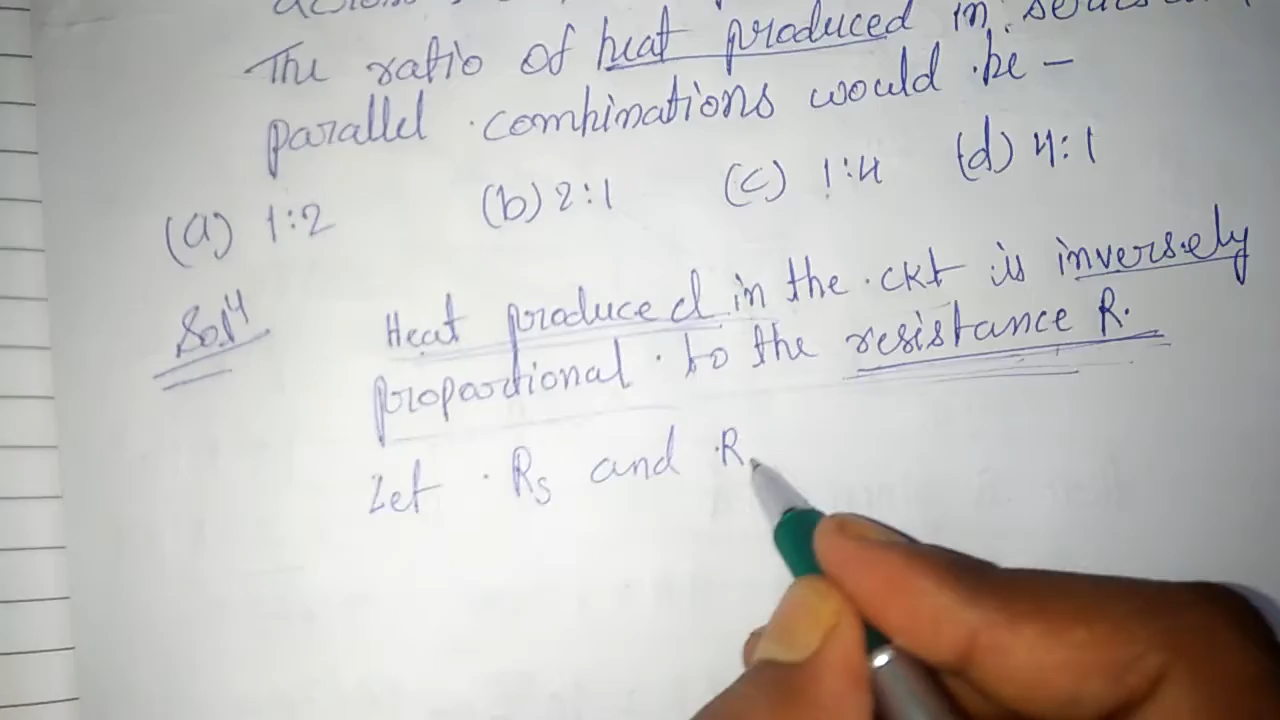 The ratio of heat produced in
parallel combinations would be -
(a) 1:2 (b) 2:1 (c) 1:4 (d) 4:1
Soln Heat produced in the ckt is inversely
proportional to the resistance R.
Let Rs and R